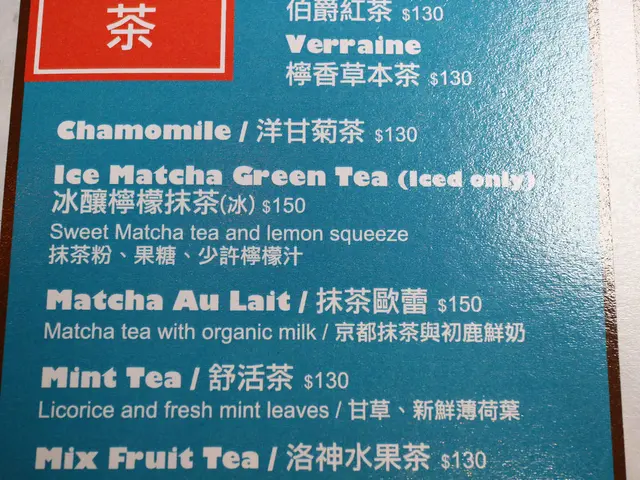 茶
伯爵紅茶 $130
Verraine
檸香草本茶 $130
Chamomile / 洋甘菊茶 $130
Ice Matcha Green Tea (Iced only)
冰釀檸檬抹茶(冰) $150
Sweet Matcha tea and lemon squeeze
抹茶粉、果糖、少許檸檬汁
Matcha Au Lait / 抹茶歐蕾 $150
Matcha tea with organic milk / 京都抹茶與初鹿鮮奶
Mint Tea / 舒活茶 $130
Licorice and fresh mint leaves / 甘草、新鮮薄荷葉
Mix Fruit Tea / 洛神水果茶 $130